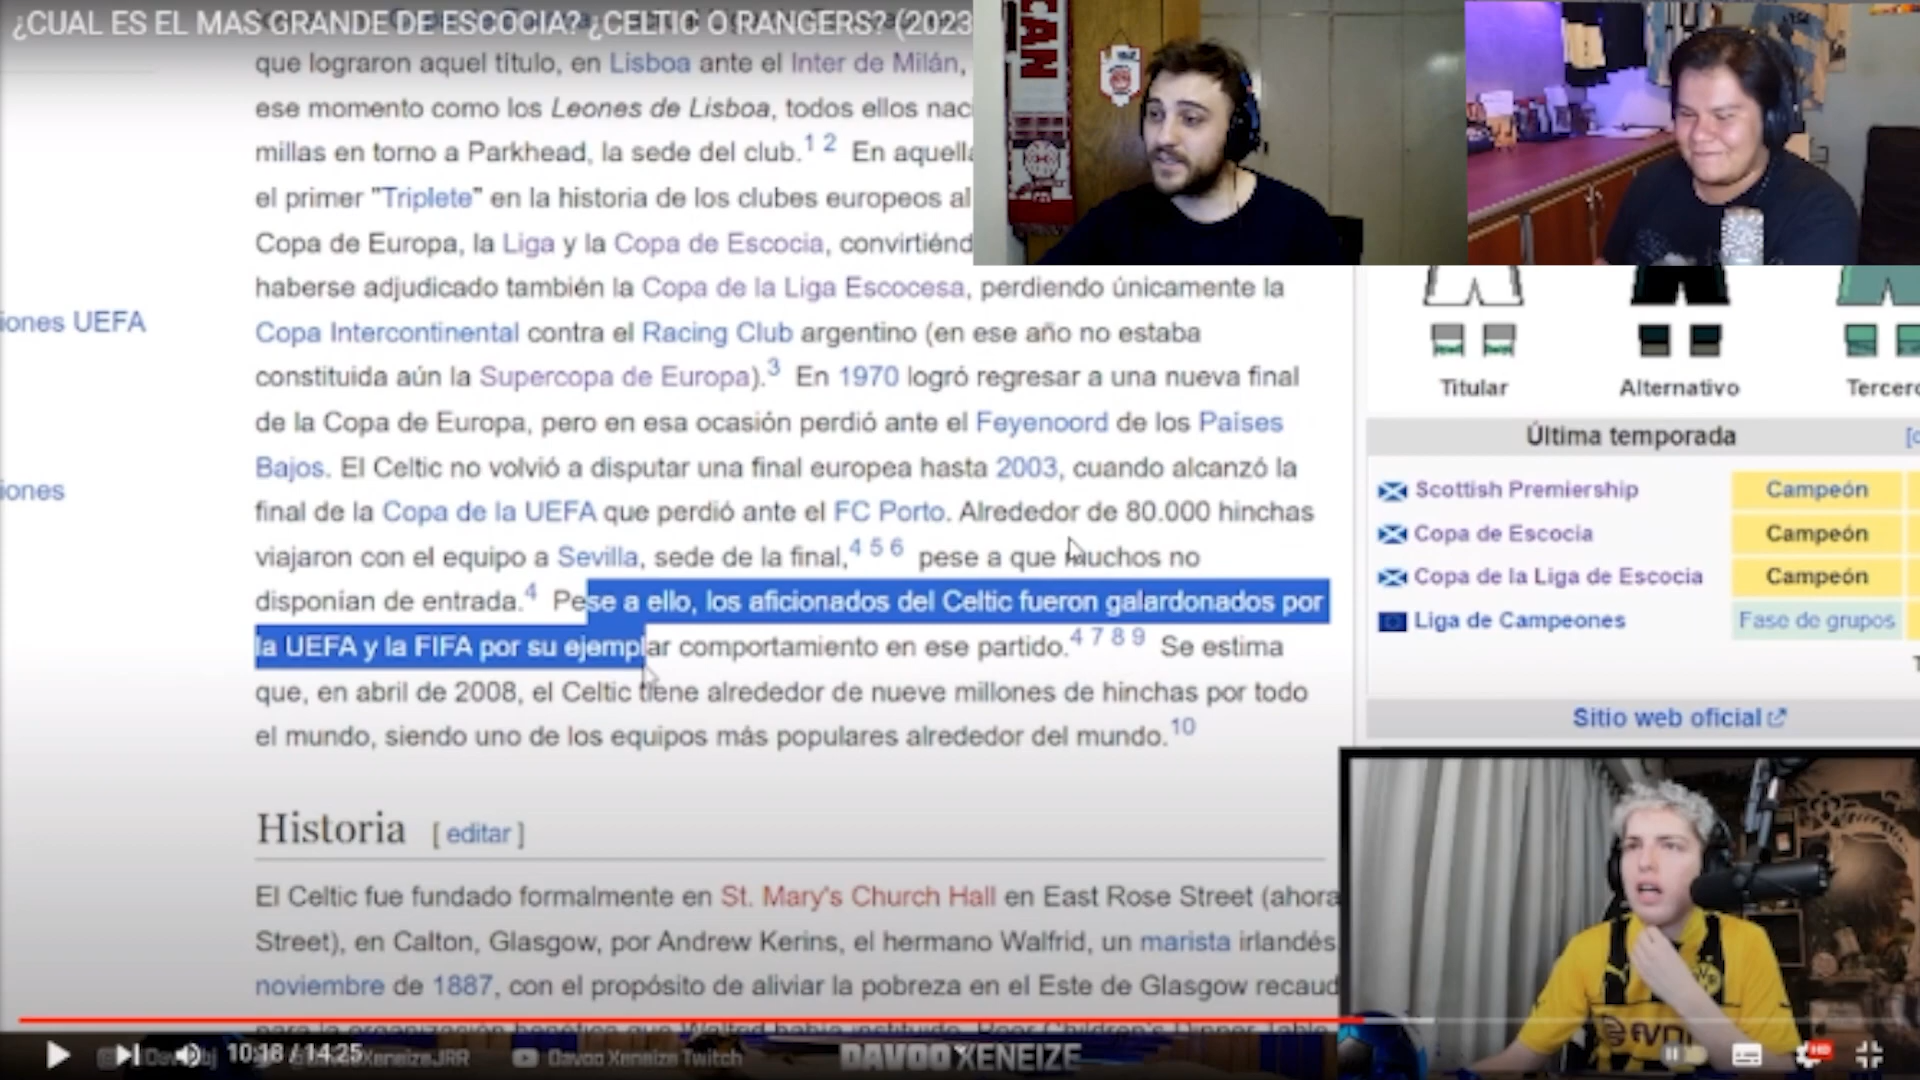 ¿CUAL ES EL MAS GRANDE DE ESCOCIA? ¿CELTIC O RANGERS? (2023
que lograron aquel título, en Lisboa ante el Inter de Milán,
ese momento como los Leones de Lisboa, todos ellos nac
millas en torno a Parkhead, la sede del club.1 2 En aquella
el primer "Triplete" en la historia de los clubes europeos al
Copa de Europa, la Liga y la Copa de Escocia, convirtiénd
haberse adjudicado también la Copa de la Liga Escocesa, perdiendo únicamente la
Copa Intercontinental contra el Racing Club argentino (en ese año no estaba
constituida aún la Supercopa de Europa).3 En 1970 logró regresar a una nueva final
de la Copa de Europa, pero en esa ocasión perdió ante el Feyenoord de los Países
Bajos. El Celtic no volvió a disputar una final europea hasta 2003, cuando alcanzó la
final de la Copa de la UEFA que perdió ante el FC Porto. Alrededor de 80.000 hinchas
viajaron con el equipo a Sevilla, sede de la final,4 5 6 pese a que muchos no
disponían de entrada.4 Pese a ello, los aficionados del Celtic fueron galardonados por
la UEFA y la FIFA por su ejemplar comportamiento en ese partido.4 7 8 9 Se estima
que, en abril de 2008, el Celtic tiene alrededor de nueve millones de hinchas por todo
el mundo, siendo uno de los equipos más populares alrededor del mundo.10
Historia [ editar ]
El Celtic fue fundado formalmente en St. Mary's Church Hall en East Rose Street (ahora
Street), en Calton, Glasgow, por Andrew Kerins, el hermano Walfrid, un marista irlandés
noviembre de 1887, con el propósito de aliviar la pobreza en el Este de Glasgow recaud
iones UEFA
iones
CAN
Titular Alternativo Tercero
Última temporada
Scottish Premiership Campeón
Copa de Escocia Campeón
Copa de la Liga de Escocia Campeón
Liga de Campeones Fase de grupos
Sitio web oficial
10:18 / 14:25
XeneizeJRR
Davoo Xeneize Twitch
DAVOO XENEIZE
HD